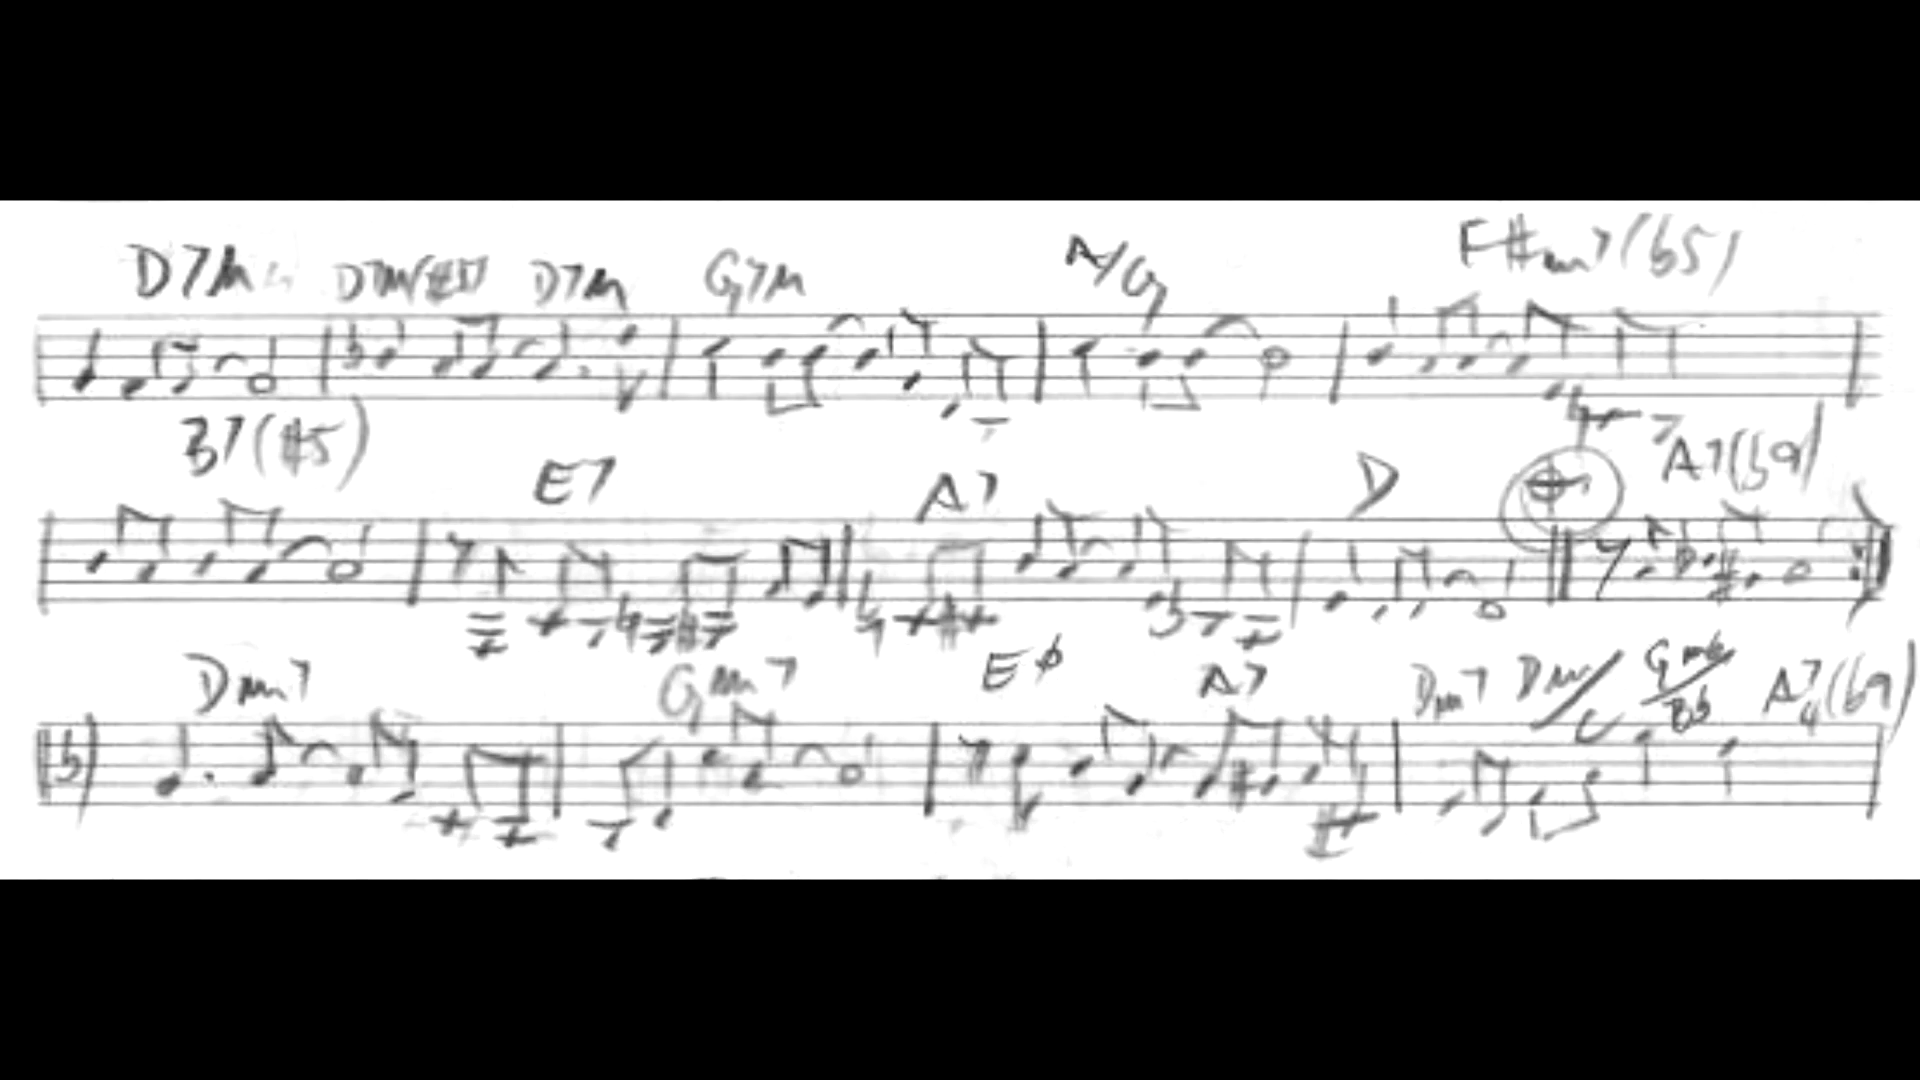 D7M D7M(#5) D7M G7M A/G F#m7(b5)
B7(#5) E7 A7 D A7(b9)
Dm7 Gm7 Eø A7 Dm7 Dm/C Gm6/Bb A7/4(b9)
B